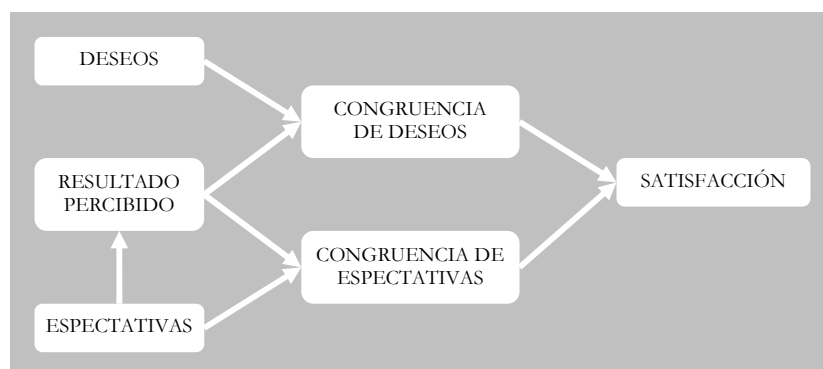 DESEOS
CONGRUENCIA
DE DESEOS
RESULTADO
PERCIBIDO
SATISFACCIÓN
CONGRUENCIA DE
ESPECTATIVAS
ESPECTATIVAS